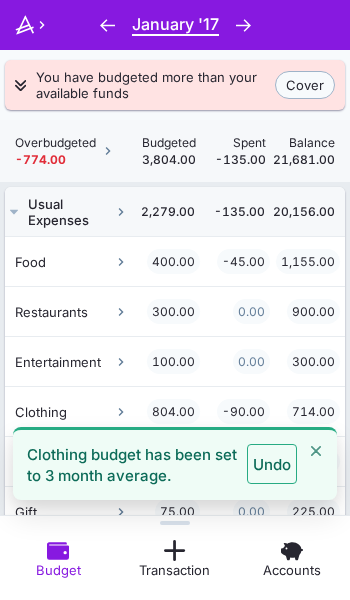 January '17
You have budgeted more than your
available funds
Cover
Overbudgeted Budgeted Spent Balance
-774.00 3,804.00 -135.00 21,681.00
Usual
Expenses 2,279.00 -135.00 20,156.00
Food 400.00 -45.00 1,155.00
Restaurants 300.00 0.00 900.00
Entertainment 100.00 0.00 300.00
Clothing 804.00 -90.00 714.00
Clothing budget has been set
to 3 month average.
Undo
Gift 75.00 0.00 225.00
Budget Transaction Accounts